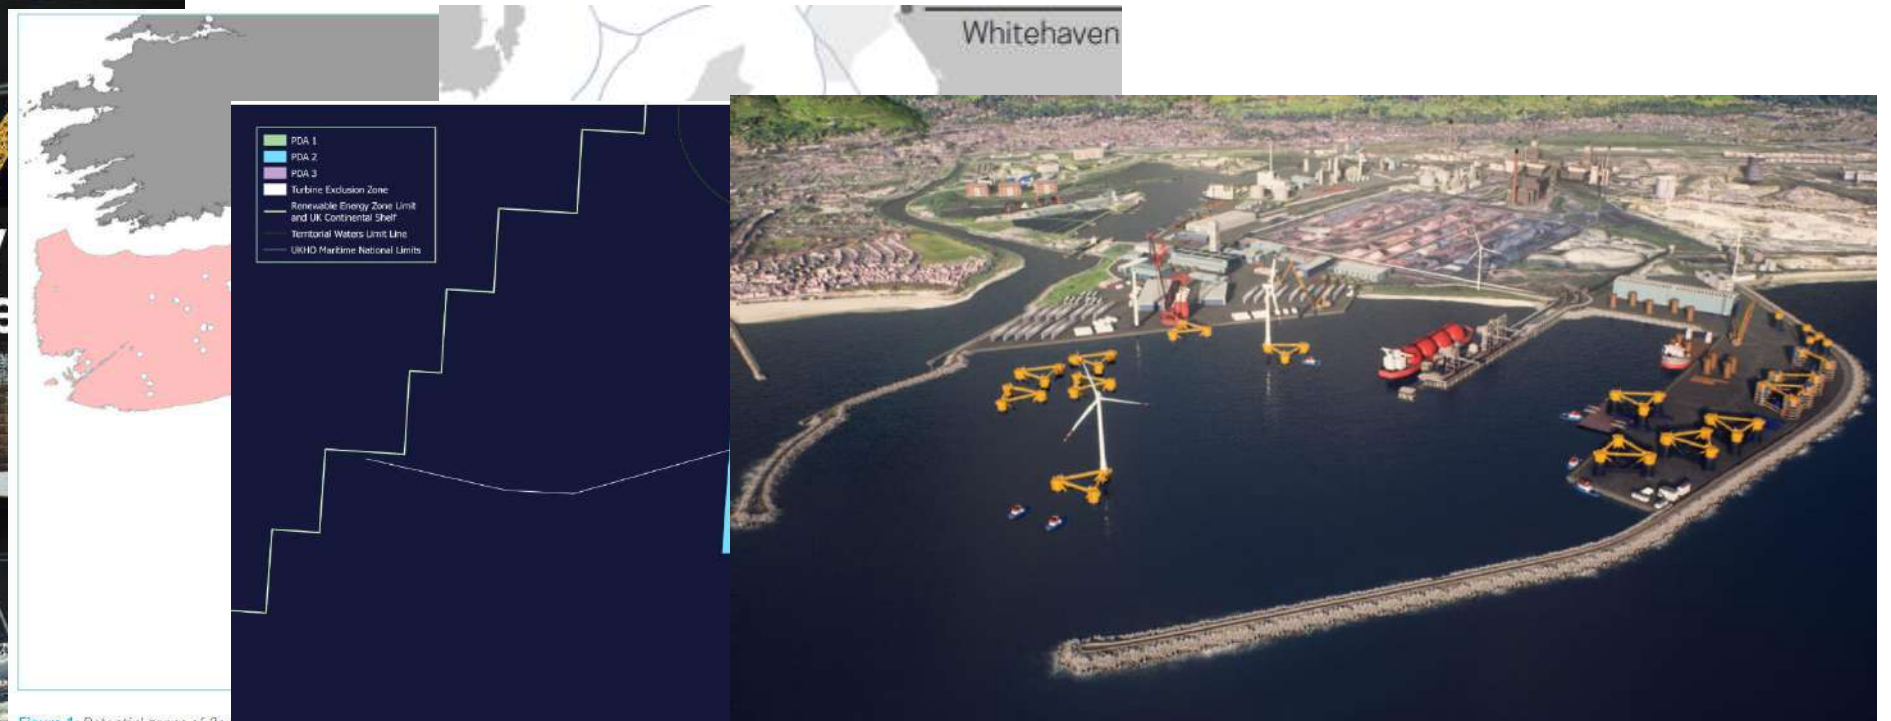 Whitehaven
PDA 1
PDA 2
PDA 3
Turbine Exclusion Zone
Renewable Energy Zone Limit
and UK Continental Shelf
Territorial Waters Limit Line
UKHO Maritime National Limits